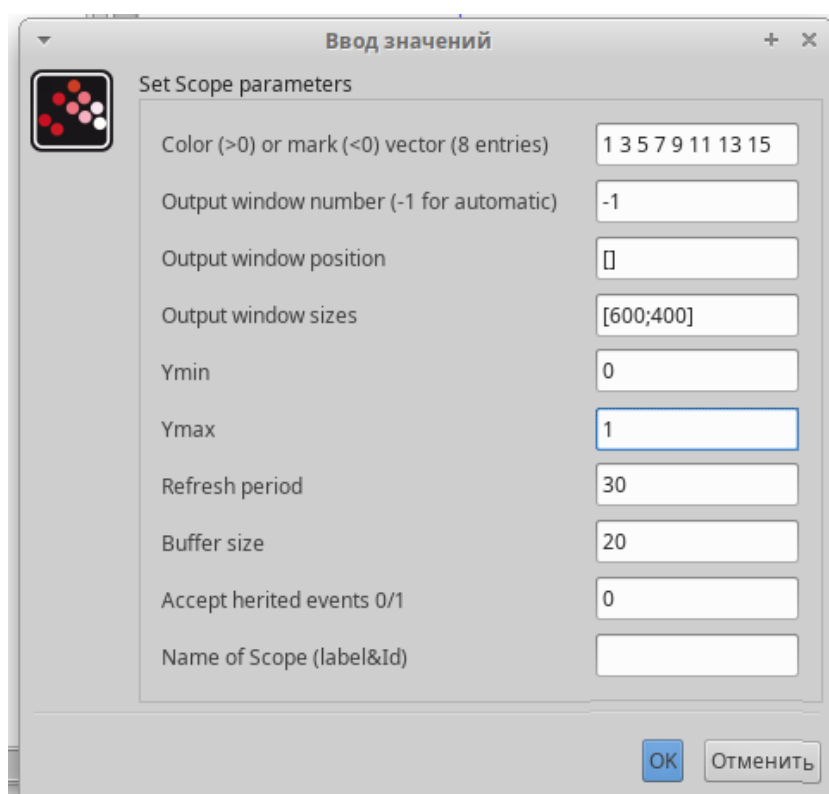 Ввод значений
Set Scope parameters
Color (>0) or mark (<0) vector (8 entries) 1 3 5 7 9 11 13 15
Output window number (-1 for automatic) -1
Output window position []
Output window sizes [600;400]
Ymin 0
Ymax 1
Refresh period 30
Buffer size 20
Accept herited events 0/1 0
Name of Scope (label&Id)
OK Отменить